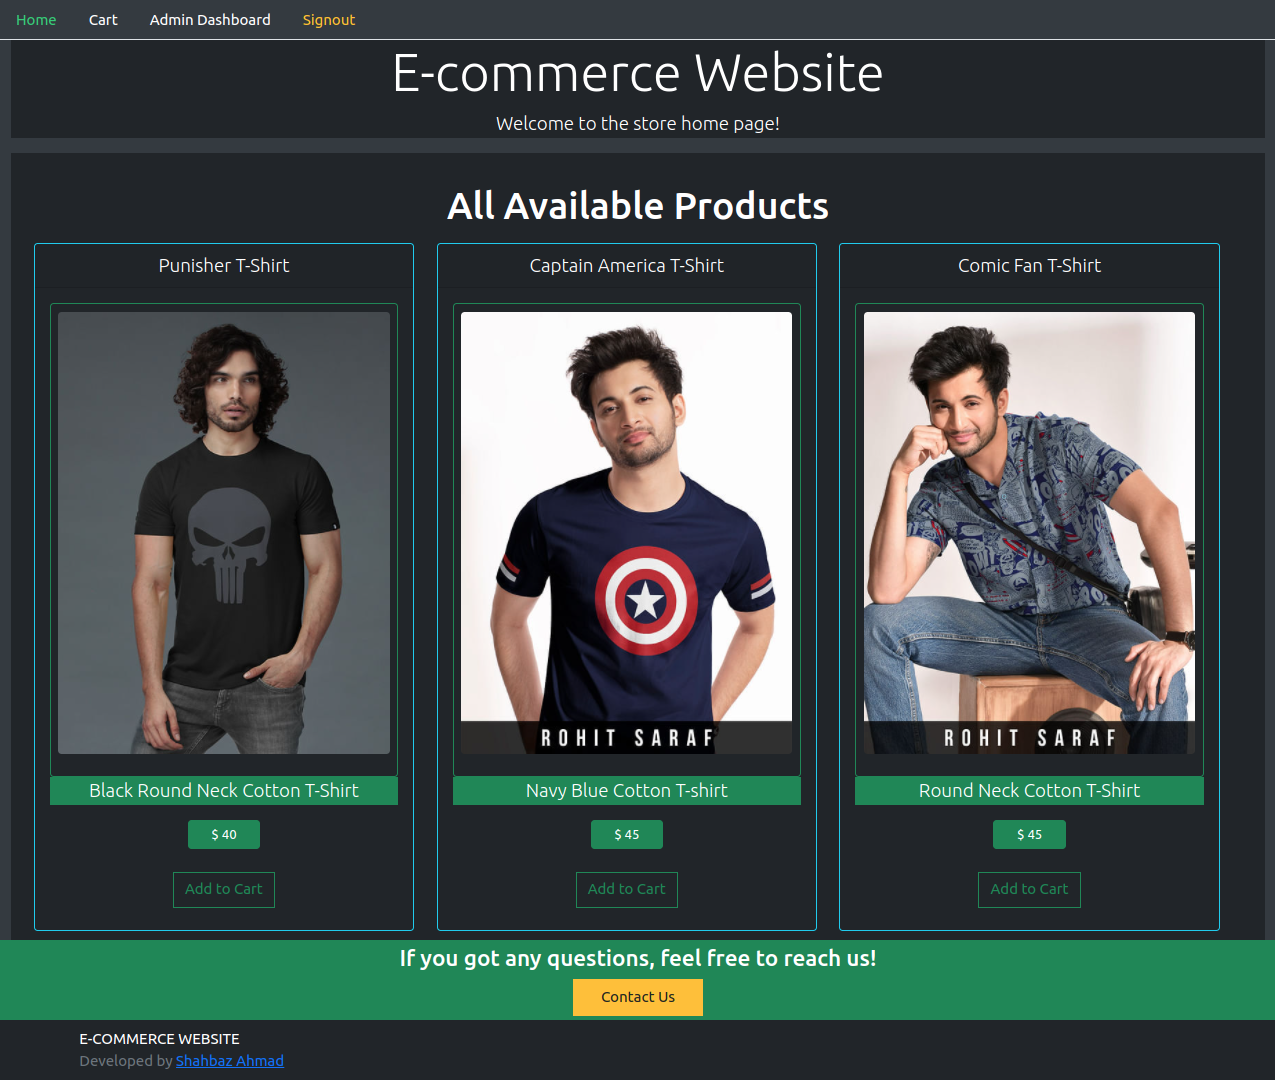 Home Cart Admin Dashboard Signout
E-commerce Website
Welcome to the store home page!
All Available Products
Punisher T-Shirt
Captain America T-Shirt
Comic Fan T-Shirt
ROHIT SARAF
ROHIT SARAF
Black Round Neck Cotton T-Shirt
Navy Blue Cotton T-shirt
Round Neck Cotton T-Shirt
$ 40
$ 45
$ 45
Add to Cart
Add to Cart
Add to Cart
If you got any questions, feel free to reach us!
Contact Us
E-COMMERCE WEBSITE
Developed by Shahbaz Ahmad